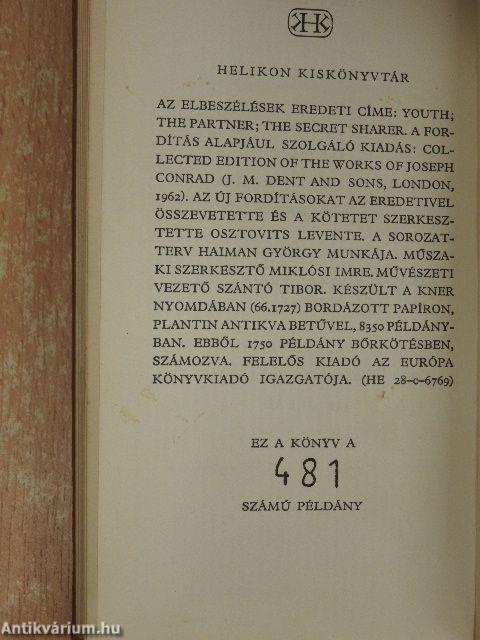 HK
HELIKON KISKÖNYVTÁR
AZ ELBESZÉLÉSEK EREDETI CÍME: YOUTH;
THE PARTNER; THE SECRET SHARER. A FOR-
DÍTÁS ALAPJÁUL SZOLGÁLÓ KIADÁS: COL-
LECTED EDITION OF THE WORKS OF JOSEPH
CONRAD (J. M. DENT AND SONS, LONDON,
1962). AZ ÚJ FORDÍTÁSOKAT AZ EREDETIVEL
ÖSSZEVETETTE ÉS A KÖTETET SZERKESZ-
TETTE OSZTOVITS LEVENTE. A SOROZAT-
TERV HAIMAN GYÖRGY MUNKÁJA. MŰSZA-
KI SZERKESZTŐ MIKLÓSI IMRE. MŰVÉSZETI
VEZETŐ SZÁNTÓ TIBOR. KÉSZÜLT A KNER
NYOMDÁBAN (66.1727) BORDÁZOTT PAPÍRON,
PLANTIN ANTIKVA BETŰVEL, 8350 PÉLDÁNY-
BAN. EBBŐL 1750 PÉLDÁNY BŐRKÖTÉSBEN,
SZÁMOZVA. FELELŐS KIADÓ AZ EURÓPA
KÖNYVKIADÓ IGAZGATÓJA. (HE 28-c-6769)
EZ A KÖNYV A
481
SZÁMÚ PÉLDÁNY
Antikvárium.hu